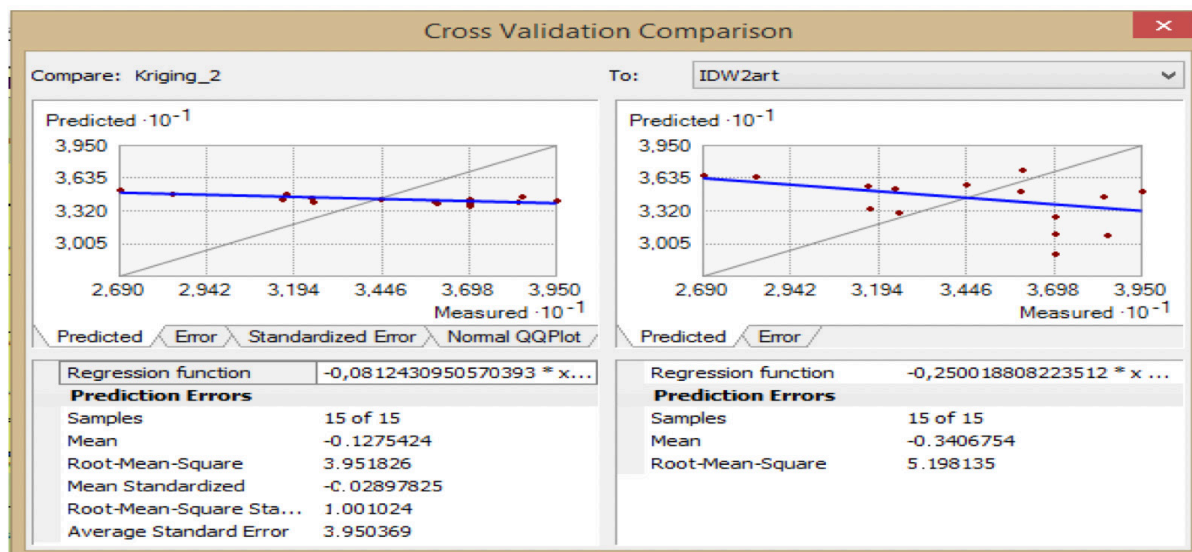 Cross Validation Comparison
Compare: Kriging_2
To: IDW2art
Predicted ·10⁻¹
3,950
3,635
3,320
3,005
2,690 2,942 3,194 3,446 3,698 3,950
Measured ·10⁻¹
Predicted Error Standardized Error Normal QQPlot
Regression function -0,0812430950570393 * x...
Prediction Errors
Samples 15 of 15
Mean -0.1275424
Root-Mean-Square 3.951826
Mean Standardized -0.02897825
Root-Mean-Square Sta... 1.001024
Average Standard Error 3.950369
Predicted ·10⁻¹
3,950
3,635
3,320
3,005
2,690 2,942 3,194 3,446 3,698 3,950
Measured ·10⁻¹
Predicted Error
Regression function -0,250018808223512 * x ...
Prediction Errors
Samples 15 of 15
Mean -0.3406754
Root-Mean-Square 5.198135